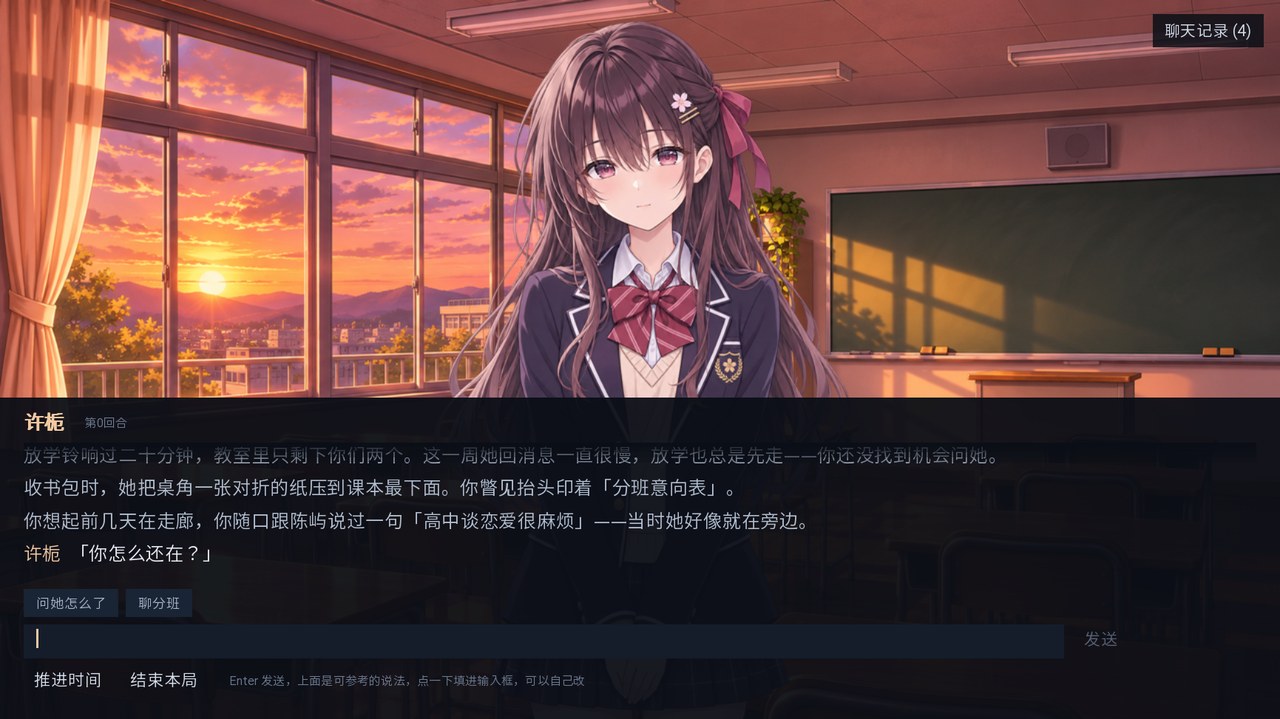 聊天记录 (4)
许栀 第0回合
放学铃响过二十分钟，教室里只剩下你们两个。这一周她回消息一直很慢，放学也总是先走——你还没找到机会问她。
收书包时，她把桌角一张对折的纸压到课本最下面。你瞥见抬头印着「分班意向表」。
你想起前几天在走廊，你随口跟陈屿说过一句「高中谈恋爱很麻烦」——当时她好像就在旁边。
许栀 「你怎么还在？」
问她怎么了 聊分班
发送
推进时间 结束本局 Enter 发送，上面是可参考的说法，点一下填进输入框，可以自己改